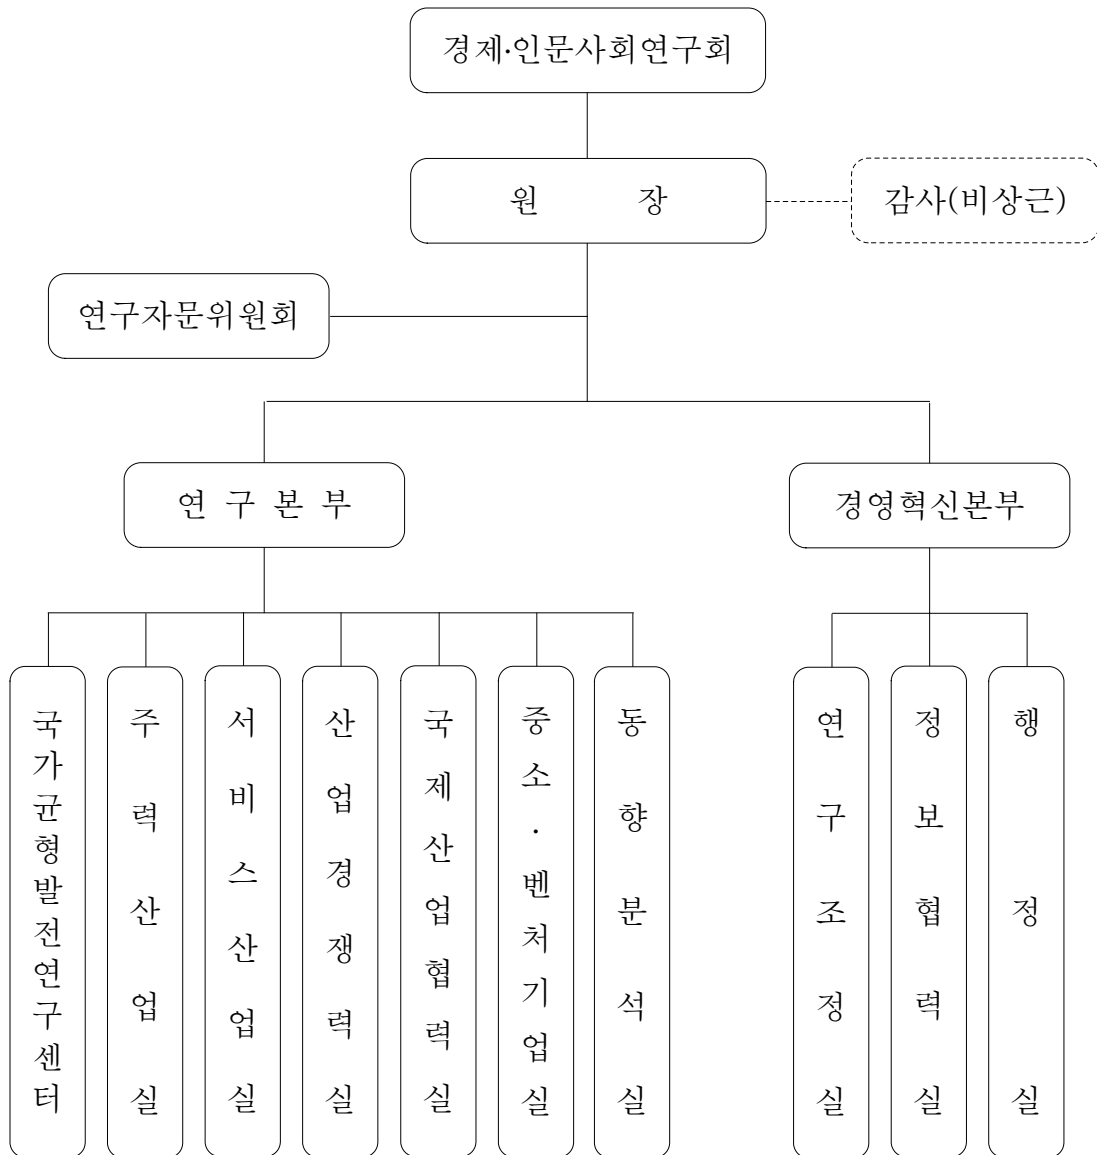 경제·인문사회연구회
원 장
감사(비상근)
연구자문위원회
연 구 본 부
경영혁신본부
국가균형발전연구센터
주력산업실
서비스산업실
산업경쟁력실
국제산업협력실
중소·벤처기업실
동향분석실
연구조정실
정보협력실
행정실